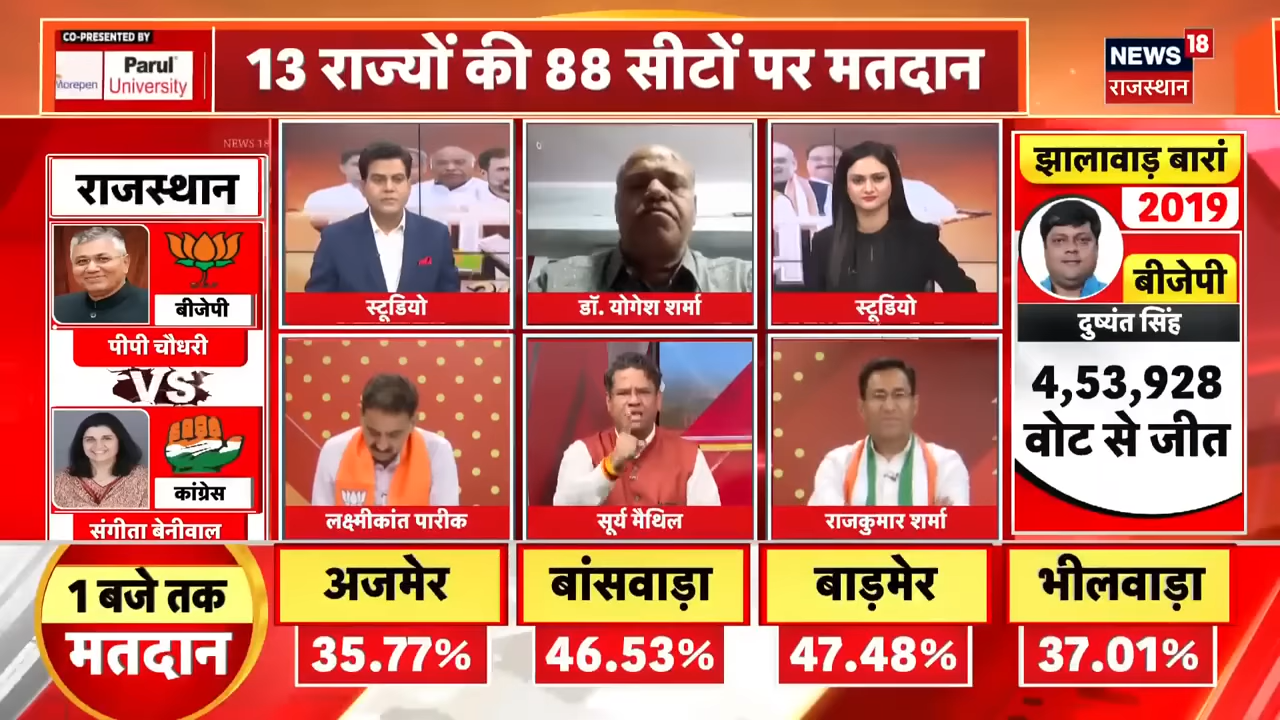 CO-PRESENTED BY
Morepen
Parul
University
13 राज्यों की 88 सीटों पर मतदान
NEWS 18
राजस्थान
NEWS 18
राजस्थान
बीजेपी
पीपी चौधरी
VS
कांग्रेस
संगीता बेनीवाल
स्टूडियो
डॉ. योगेश शर्मा
स्टूडियो
लक्ष्मीकांत पारीक
सूर्य मैथिल
राजकुमार शर्मा
झालावाड़ बारां
2019
बीजेपी
दुष्यंत सिंह
4,53,928
वोट से जीत
1 बजे तक
मतदान
अजमेर
35.77%
बांसवाड़ा
46.53%
बाड़मेर
47.48%
भीलवाड़ा
37.01%